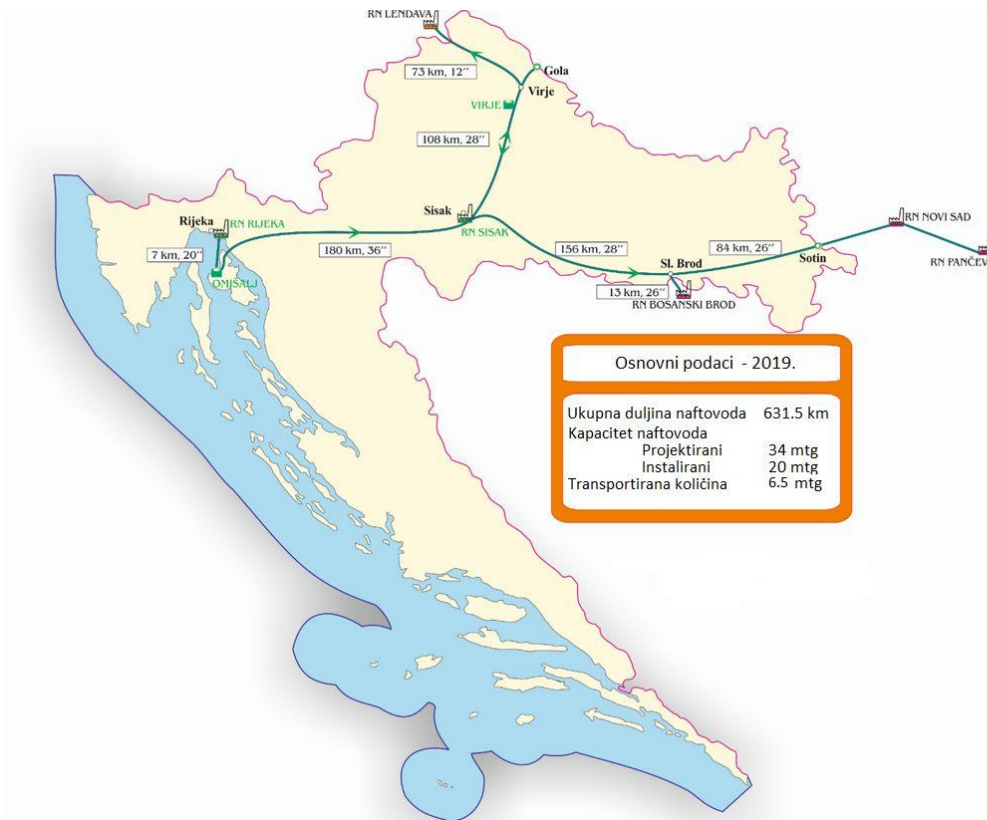 RN LENDAVA
73 km, 12''
Gola
Virje
VIRJE
108 km, 28''
Sisak
RN SISAK
Rijeka
RN RIJEKA
7 km, 20''
OMIŠALJ
180 km, 36''
156 km, 28''
84 km, 26''
RN NOVI SAD
Sotin
RN PANČEV
Sl. Brod
13 km, 26''
RN BOSANSKI BROD
Osnovni podaci - 2019.
Ukupna duljina naftovoda 631.5 km
Kapacitet naftovoda
Projektirani 34 mtg
Instalirani 20 mtg
Transportirana količina 6.5 mtg